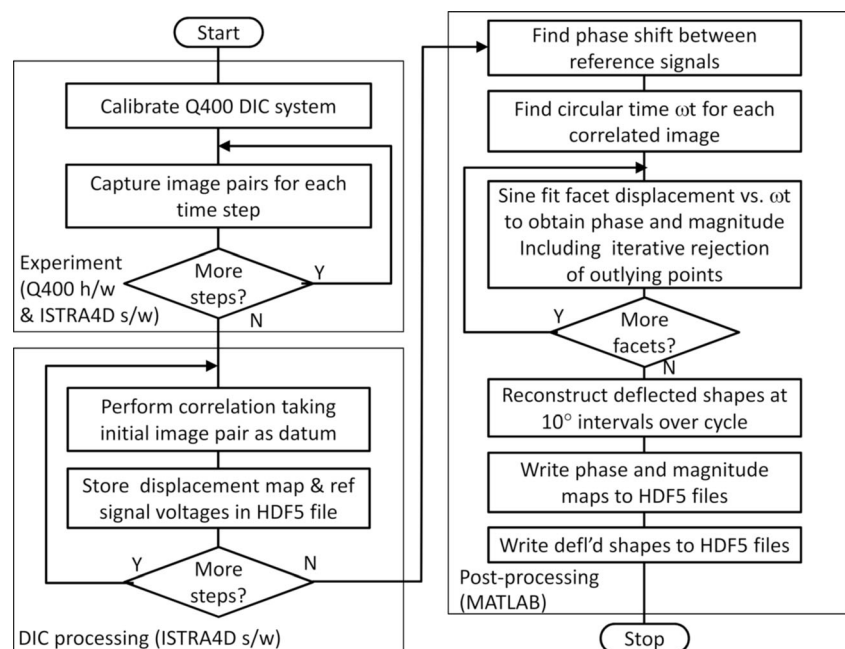 Start
Calibrate Q400 DIC system
Capture image pairs for each
time step
Experiment
(Q400 h/w
& ISTRA4D s/w)
More
steps?
Y
N
Perform correlation taking
initial image pair as datum
Store displacement map & ref
signal voltages in HDF5 file
Y
More
steps?
N
DIC processing (ISTRA4D s/w)
Find phase shift between
reference signals
Find circular time ωt for each
correlated image
Sine fit facet displacement vs. ωt
to obtain phase and magnitude
Including iterative rejection
of outlying points
Y
More
facets?
N
Reconstruct deflected shapes at
10° intervals over cycle
Write phase and magnitude
maps to HDF5 files
Write defl'd shapes to HDF5 files
Post-processing
(MATLAB)
Stop